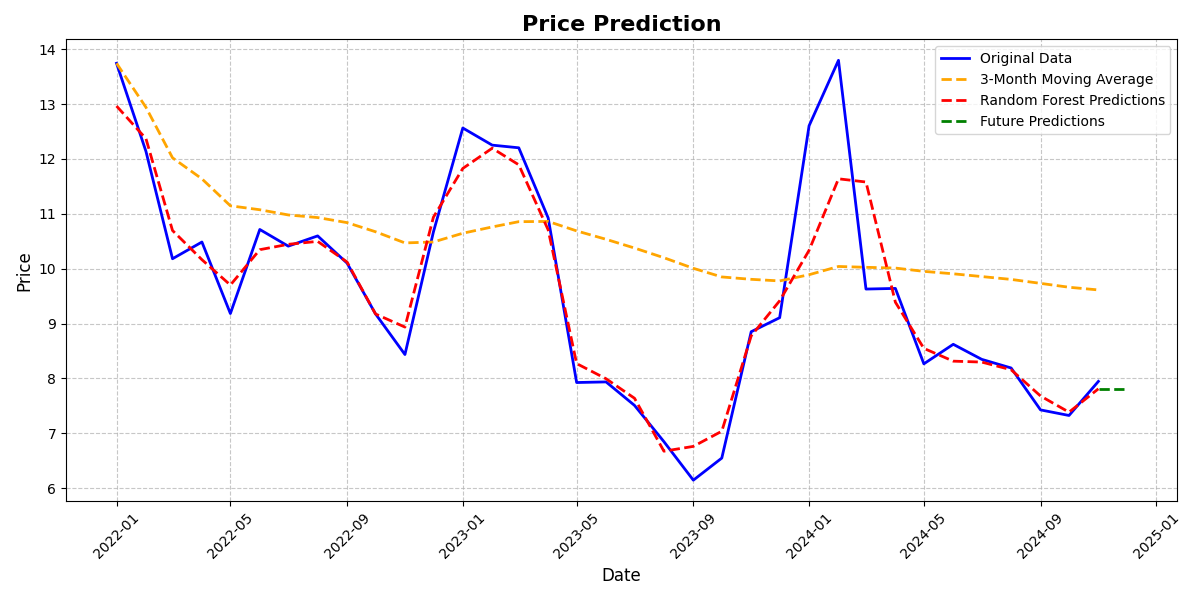 Price Prediction
14
13
12
11
10
9
8
7
6
Price
Original Data
3-Month Moving Average
Random Forest Predictions
Future Predictions
2022-01
2022-05
2022-09
2023-01
2023-05
2023-09
2024-01
2024-05
2024-09
2025-01
Date